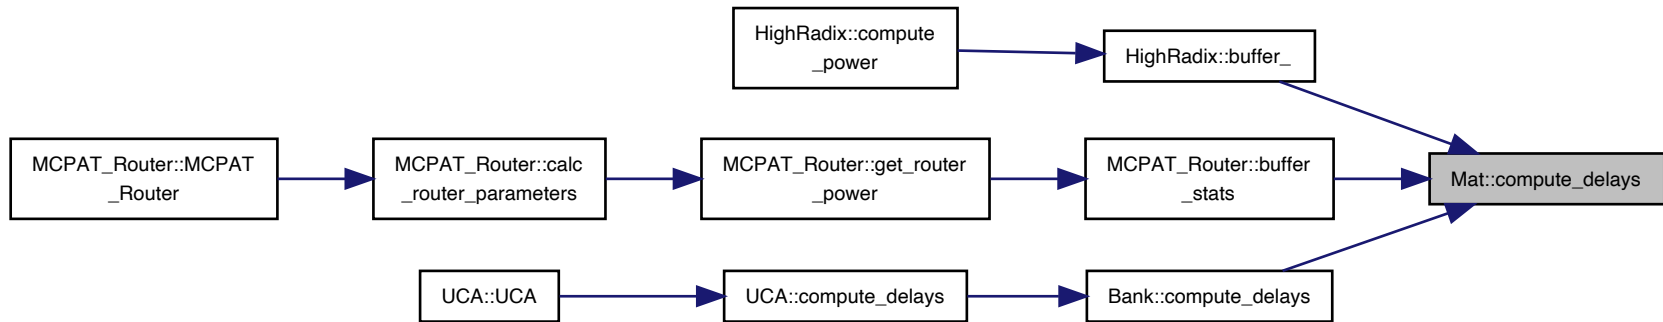 HighRadix::compute
_power
HighRadix::buffer_
MCPAT_Router::MCPAT
_Router
MCPAT_Router::calc
_router_parameters
MCPAT_Router::get_router
_power
MCPAT_Router::buffer
_stats
Mat::compute_delays
UCA::UCA
UCA::compute_delays
Bank::compute_delays